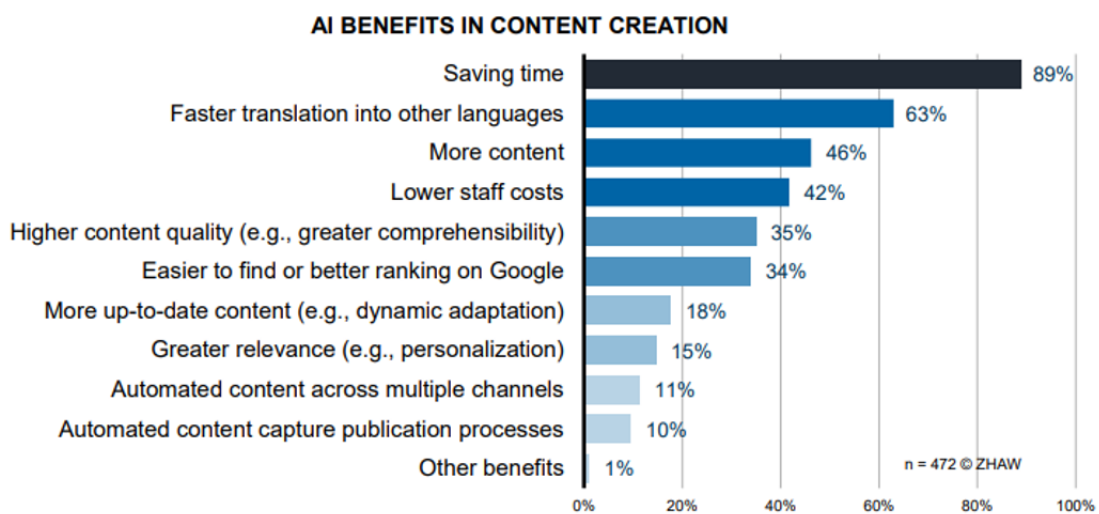 AI BENEFITS IN CONTENT CREATION
Saving time 89%
Faster translation into other languages 63%
More content 46%
Lower staff costs 42%
Higher content quality (e.g., greater comprehensibility) 35%
Easier to find or better ranking on Google 34%
More up-to-date content (e.g., dynamic adaptation) 18%
Greater relevance (e.g., personalization) 15%
Automated content across multiple channels 11%
Automated content capture publication processes 10%
Other benefits 1%
n = 472 © ZHAW
0% 20% 40% 60% 80% 100%